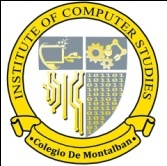 INSTITUTE OF COMPUTER STUDIES
Colegio De Montalban